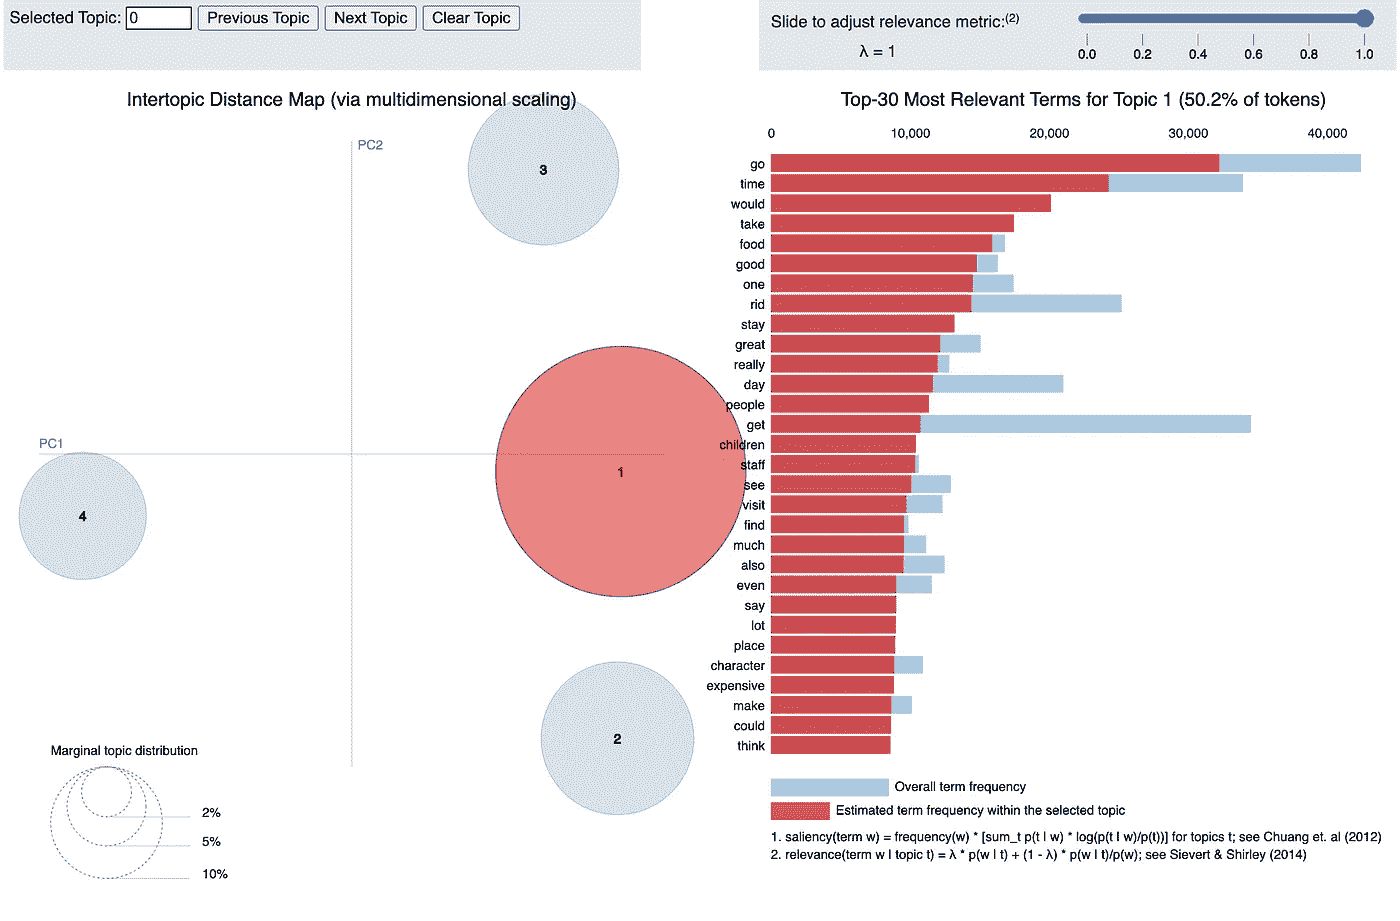 Selected Topic: 0 Previous Topic Next Topic Clear Topic
Slide to adjust relevance metric:(2)
λ = 1
0.0 0.2 0.4 0.6 0.8 1.0
Intertopic Distance Map (via multidimensional scaling)
PC2
PC1
3
1
4
2
Marginal topic distribution
2%
5%
10%
Top-30 Most Relevant Terms for Topic 1 (50.2% of tokens)
0 10,000 20,000 30,000 40,000
go
time
would
take
food
good
one
rid
stay
great
really
day
people
get
children
staff
see
visit
find
much
also
even
say
lot
place
character
expensive
make
could
think
Overall term frequency
Estimated term frequency within the selected topic
1. saliency(term w) = frequency(w) * [sum_t p(t | w) * log(p(t | w)/p(t))] for topics t; see Chuang et. al (2012)
2. relevance(term w | topic t) = λ * p(w | t) + (1 - λ) * p(w | t)/p(w); see Sievert & Shirley (2014)